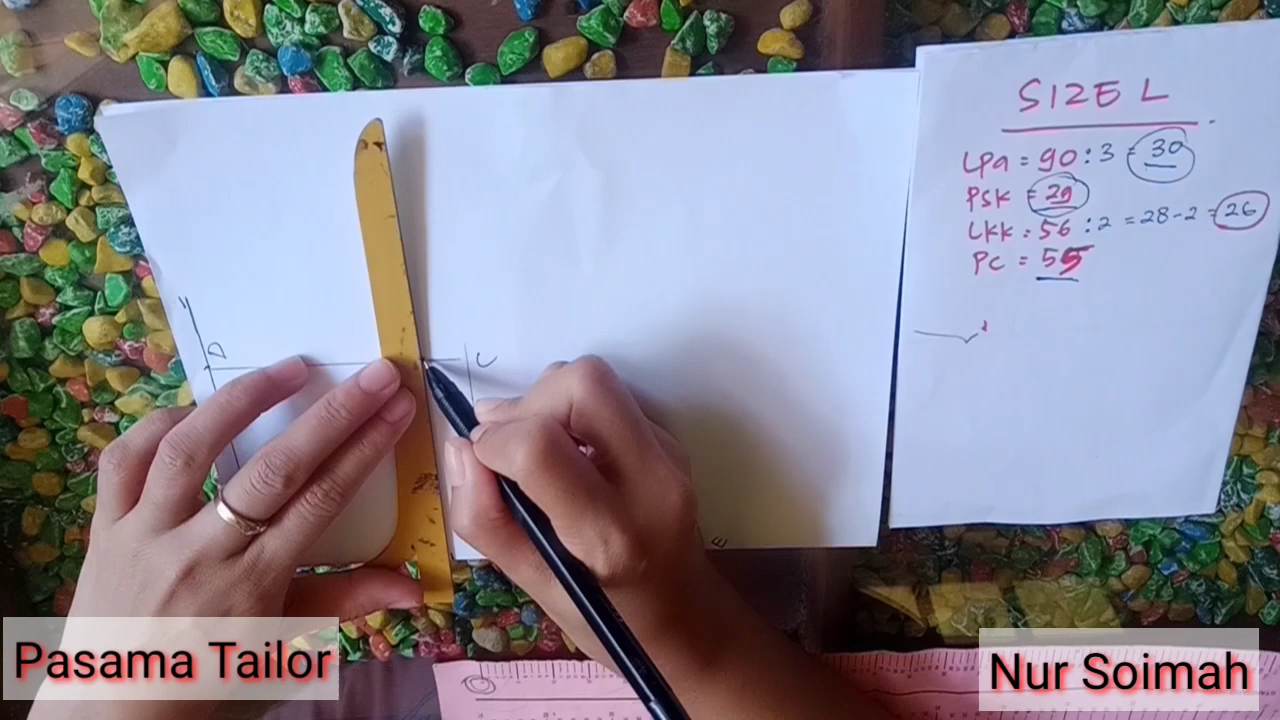 SIZE L
Lpa = 90 : 3 = 30
PSK = 29
LKK = 56 : 2 = 28 - 2 = 26
PC = 55
D
C
E
Pasama Tailor
Nur Soimah